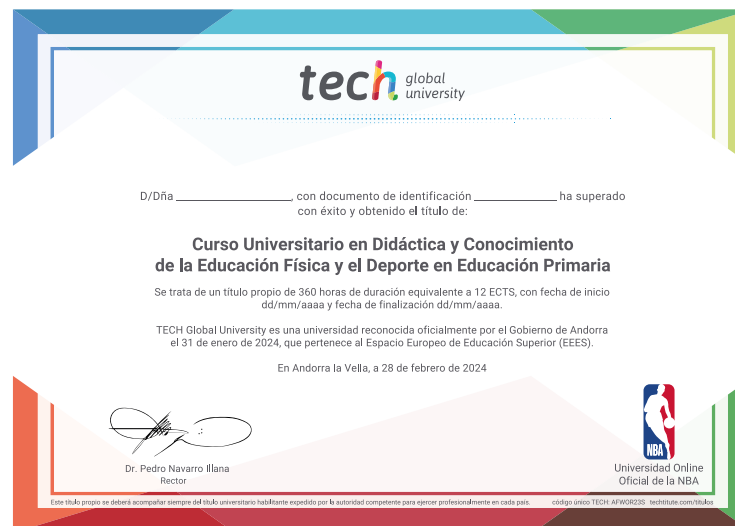 tech global university
D/Dña ______________, con documento de identificación __________ ha superado
con éxito y obtenido el título de:
Curso Universitario en Didáctica y Conocimiento
de la Educación Física y el Deporte en Educación Primaria
Se trata de un título propio de 360 horas de duración equivalente a 12 ECTS, con fecha de inicio
dd/mm/aaaa y fecha de finalización dd/mm/aaaa.
TECH Global University es una universidad reconocida oficialmente por el Gobierno de Andorra
el 31 de enero de 2024, que pertenece al Espacio Europeo de Educación Superior (EEES).
En Andorra la Vella, a 28 de febrero de 2024
Dr. Pedro Navarro Illana
Rector
NBA
Universidad Online
Oficial de la NBA
Este título propio se deberá acompañar siempre del título universitario habilitante expedido por la autoridad competente para ejercer profesionalmente en cada país. código único TECH: AFWOR23S techtitute.com/titulos